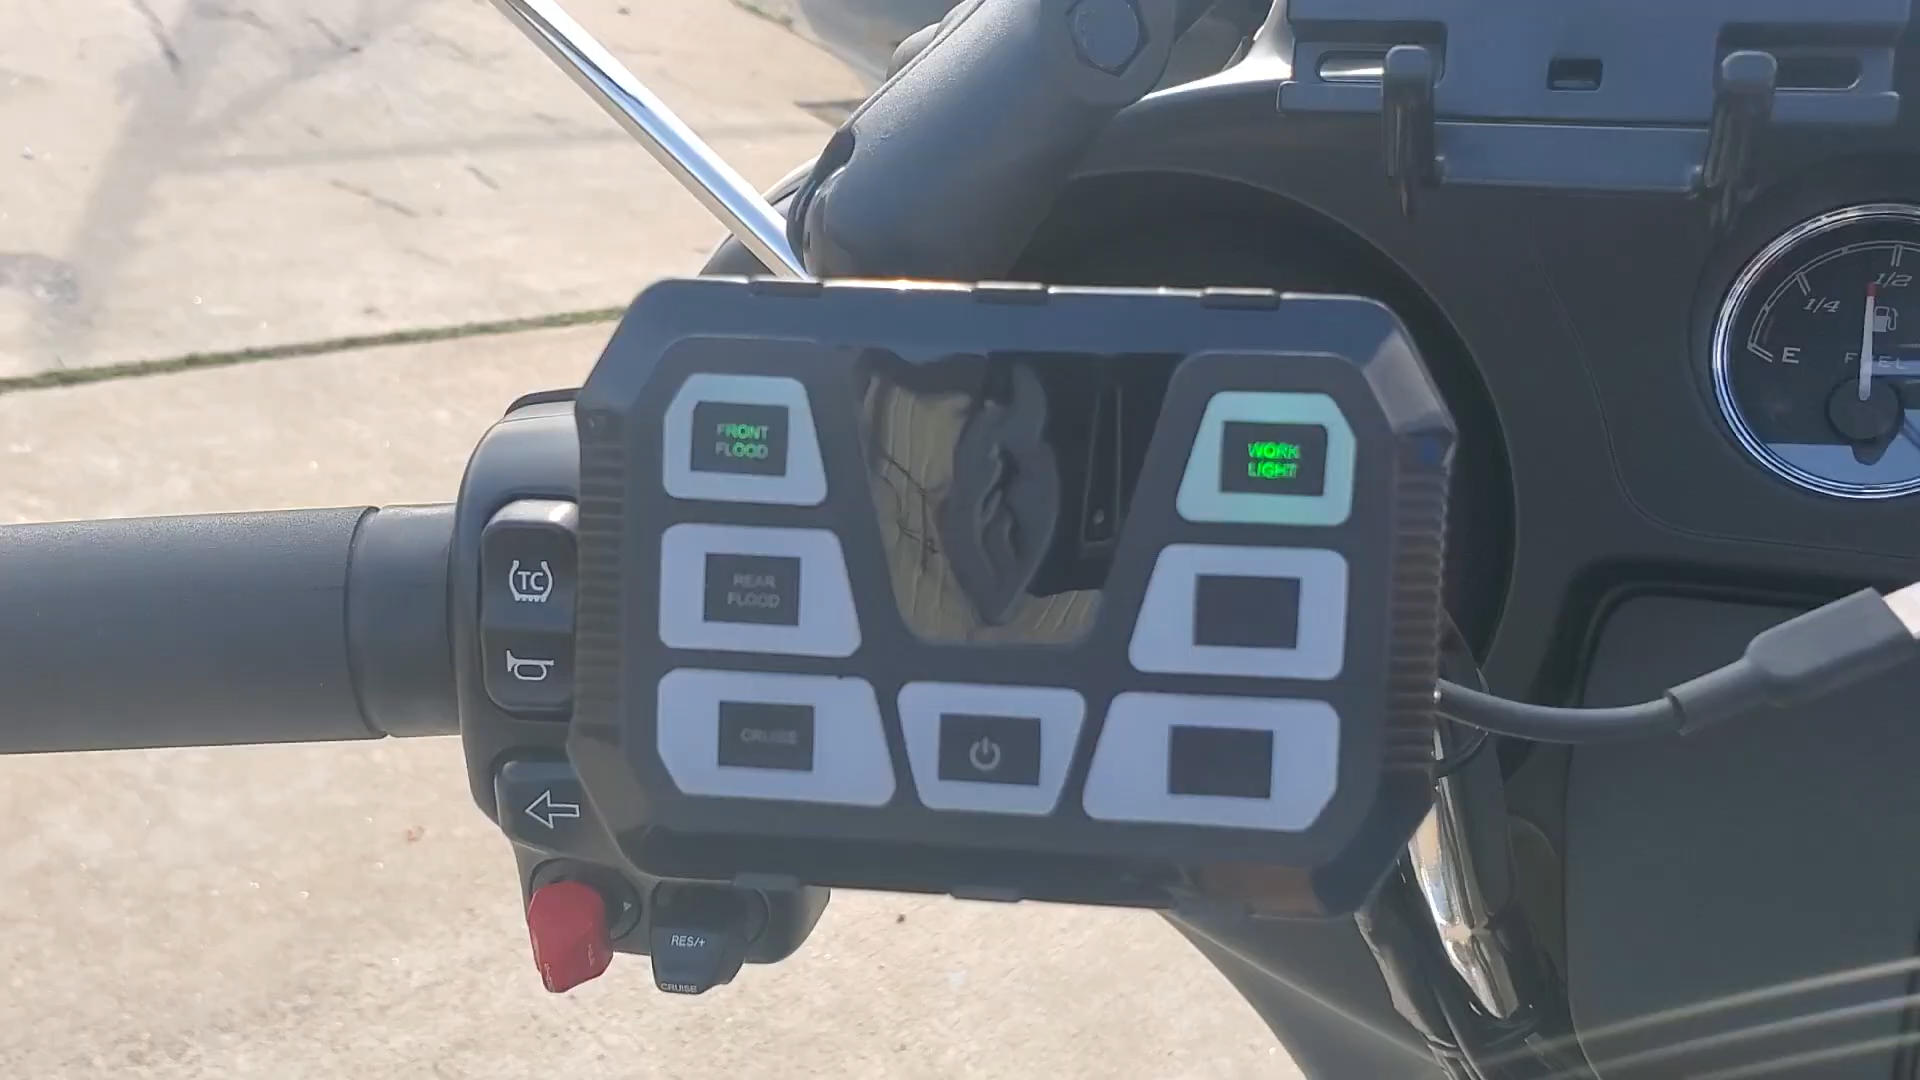 1/2
1/4
E
FUEL
FRONT
FLOOD
WORK
LIGHT
TC
REAR
FLOOD
CRUISE
RES/+
CRUISE